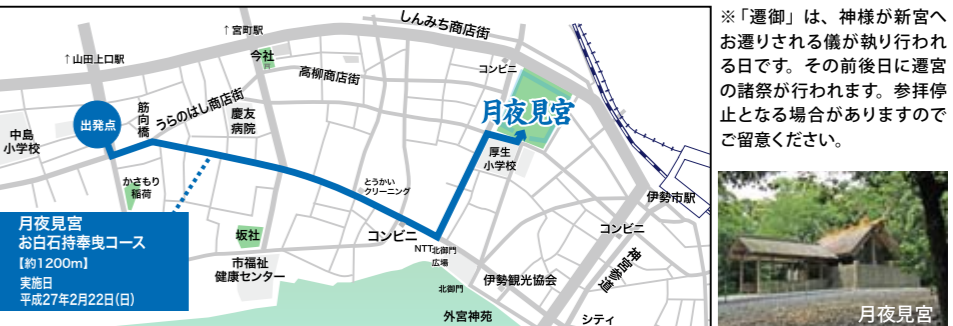 しんみち商店街
↑宮町駅
↑山田上口駅
今社
高柳商店街
コンビニ
月夜見宮
出発点
筋向橋
うらのはし商店街
慶友
病院
中島
小学校
厚生
小学校
かさもり
稲荷
とうかい
クリーニング
伊勢市駅
コンビニ
坂社
コンビニ
NTT
北御門
広場
神宮参道
市福祉
健康センター
伊勢観光協会
北御門
外宮神苑
シティ
月夜見宮
お白石持奉曳コース
【約1200m】
実施日
平成27年2月22日(日)
※「遷御」は、神様が新宮へ
お遷りされる儀が執り行われ
る日です。その前後日に遷宮
の諸祭が行われます。参拝停
止となる場合がありますので
ご留意ください。
月夜見宮